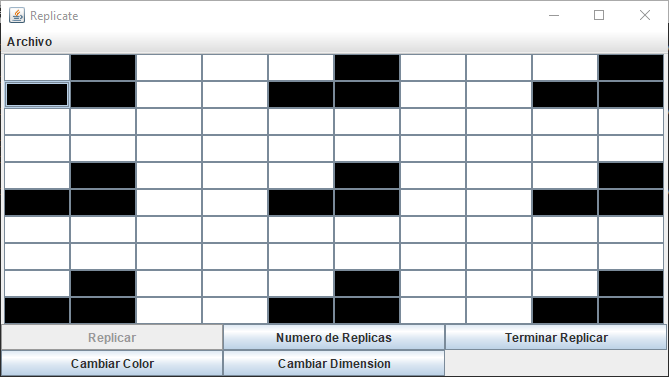 Replicate
Archivo
Replicar Numero de Replicas Terminar Replicar
Cambiar Color Cambiar Dimension